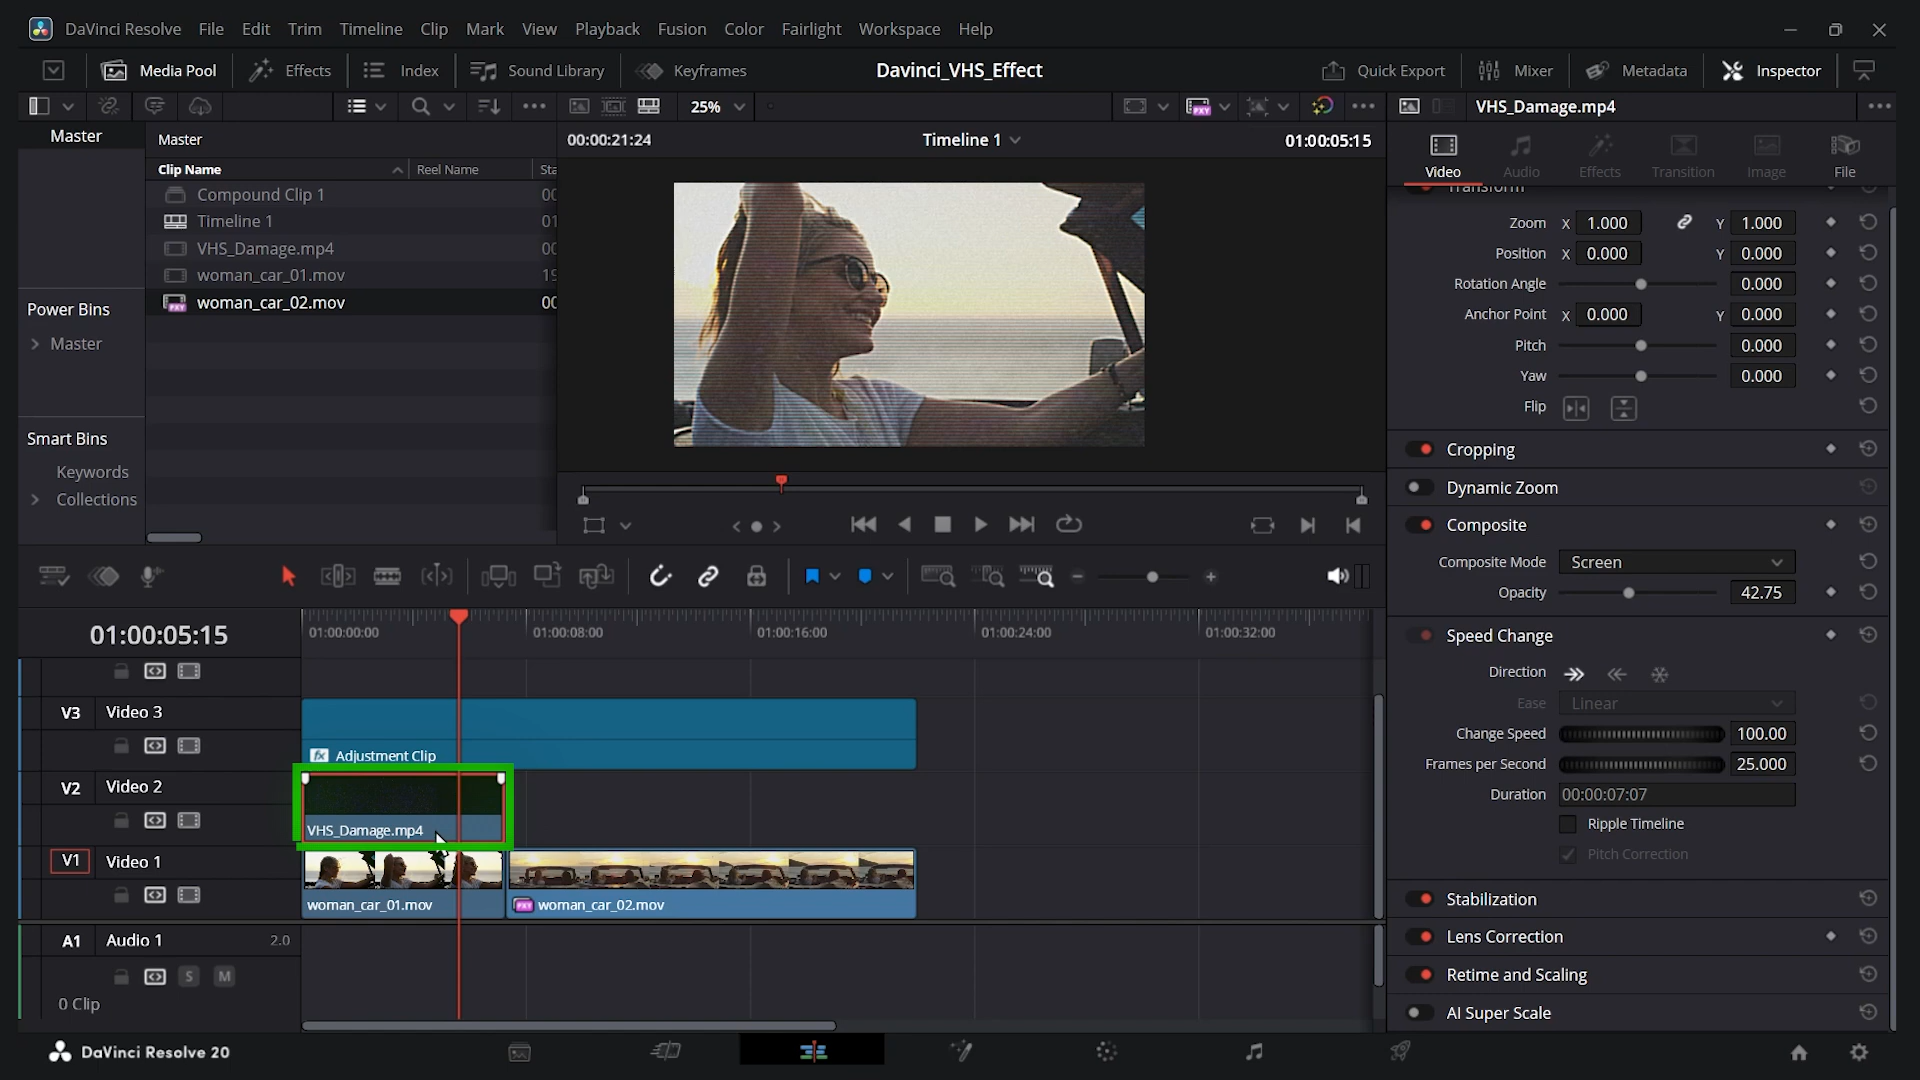 DaVinci Resolve File Edit Trim Timeline Clip Mark View Playback Fusion Color Fairlight Workspace Help
Media Pool Effects Index Sound Library Keyframes Davinci_VHS_Effect Quick Export Mixer Metadata Inspector
25% PXY VHS_Damage.mp4
Master
Master 00:00:21:24 Timeline 1 01:00:05:15
Clip Name Reel Name Sta
Compound Clip 1 00
Timeline 1 01
VHS_Damage.mp4 00
woman_car_01.mov 19
woman_car_02.mov 00
Power Bins
Master
Smart Bins
Keywords
Collections
Video Audio Effects Transition Image File
Transform
Zoom X 1.000 Y 1.000
Position X 0.000 Y 0.000
Rotation Angle 0.000
Anchor Point X 0.000 Y 0.000
Pitch 0.000
Yaw 0.000
Flip
Cropping
Dynamic Zoom
Composite
Composite Mode Screen
Opacity 42.75
Speed Change
Direction
Ease Linear
Change Speed 100.00
Frames per Second 25.000
Duration 00:00:07:07
Ripple Timeline
Pitch Correction
Stabilization
Lens Correction
Retime and Scaling
AI Super Scale
01:00:05:15 01:00:00:00 01:00:08:00 01:00:16:00 01:00:24:00 01:00:32:00
V3 Video 3
fx Adjustment Clip
V2 Video 2
VHS_Damage.mp4
V1 Video 1
woman_car_01.mov PXY woman_car_02.mov
A1 Audio 1 2.0
S M
0 Clip
DaVinci Resolve 20